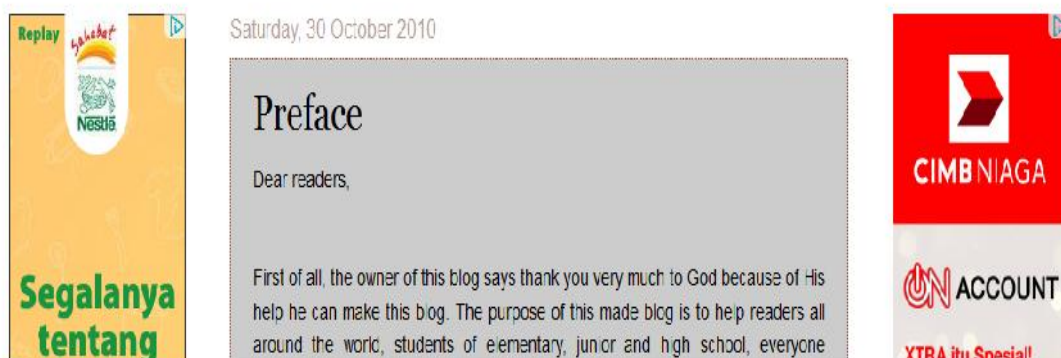 Replay
Sahabat
Nestlé
Segalanya
tentang
Saturday, 30 October 2010
Preface
Dear readers,
First of all, the owner of this blog says thank you very much to God because of His
help he can make this blog. The purpose of this made blog is to help readers all
around the world, students of elementary, junior and high school, everyone
CIMB NIAGA
ON ACCOUNT
XTRA itu Spesial!